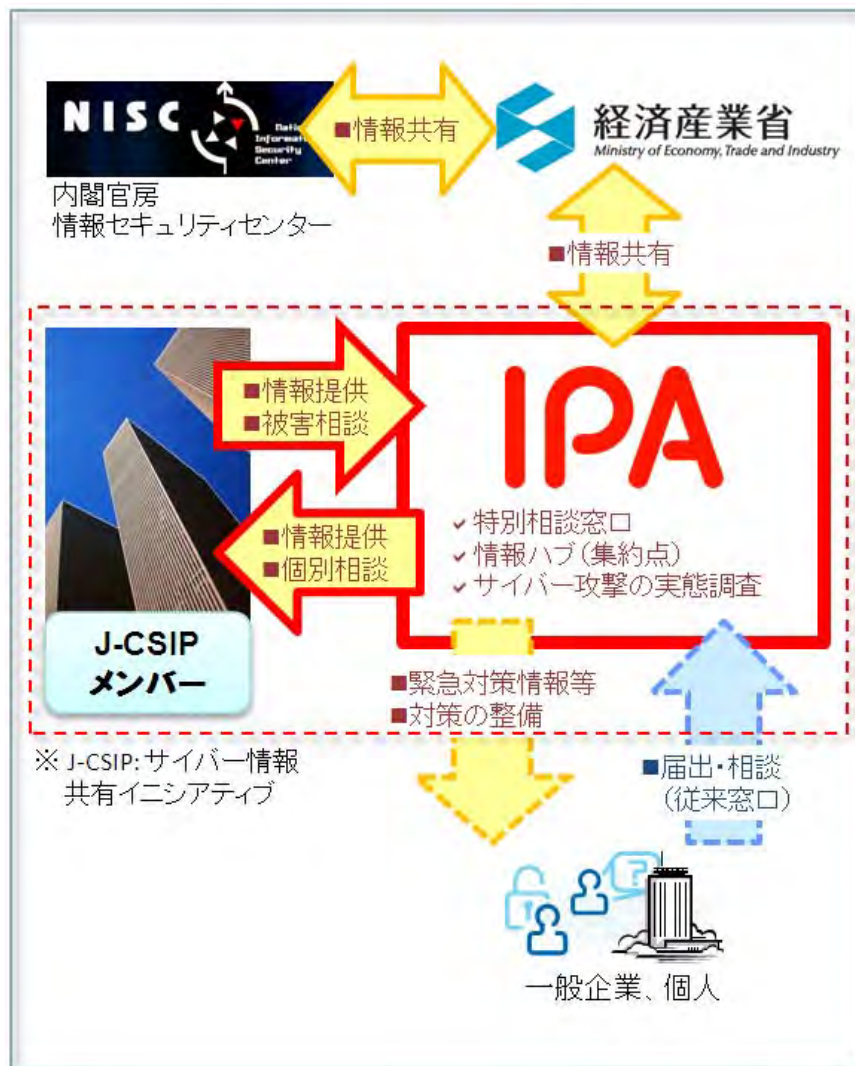 NISC
National
Information
Security
Center
■情報共有
経済産業省
Ministry of Economy, Trade and Industry
内閣官房
情報セキュリティセンター
■情報共有
■情報提供
■被害相談
IPA
✓ 特別相談窓口
✓ 情報ハブ(集約点)
✓ サイバー攻撃の実態調査
■情報提供
■個別相談
J-CSIP
メンバー
■緊急対策情報等
■対策の整備
※ J-CSIP: サイバー情報
共有イニシアティブ
■届出・相談
(従来窓口)
?
一般企業、個人